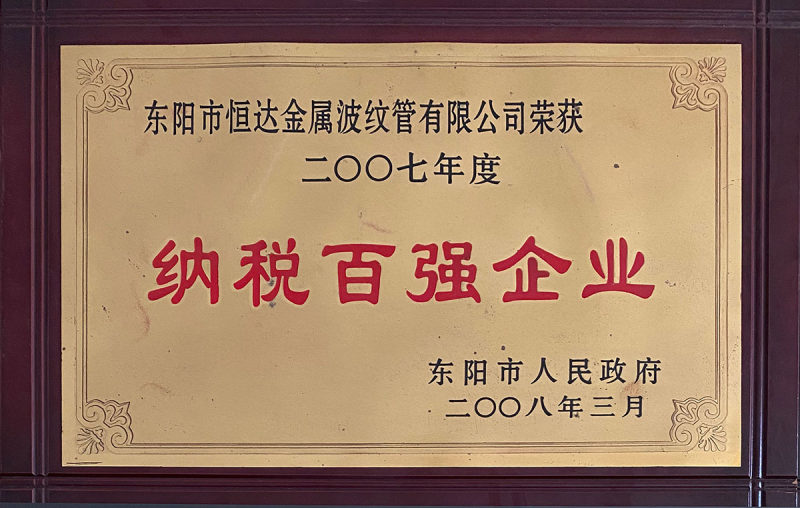 东阳市恒达金属波纹管有限公司荣获
二〇〇七年度
纳税百强企业
东阳市人民政府
二〇〇八年三月